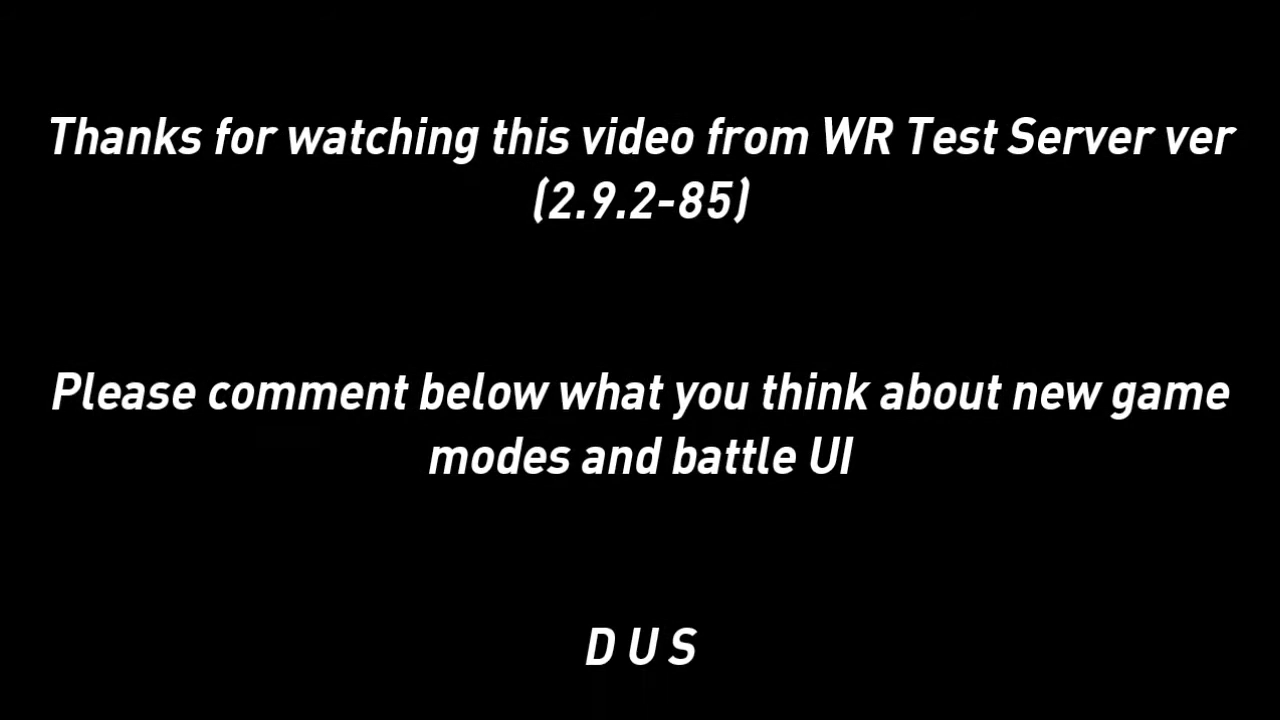 Thanks for watching this video from WR Test Server ver
(2.9.2-85)
Please comment below what you think about new game
modes and battle UI
D U S